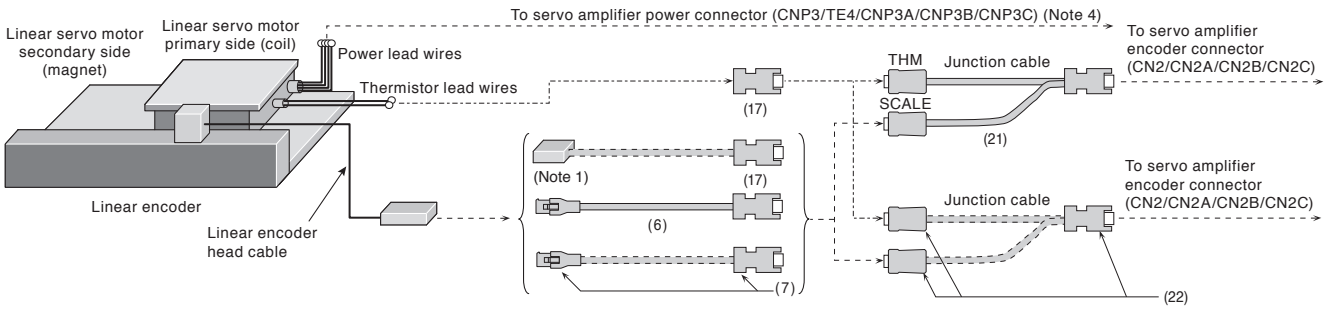 To servo amplifier power connector (CNP3/TE4/CNP3A/CNP3B/CNP3C) (Note 4)
Linear servo motor
secondary side
(magnet)
Linear servo motor
primary side (coil)
Power lead wires
Thermistor lead wires
(17)
THM
Junction cable
SCALE
(21)
To servo amplifier
encoder connector
(CN2/CN2A/CN2B/CN2C)
Linear encoder
Linear encoder
head cable
(Note 1)
(17)
(6)
(7)
Junction cable
To servo amplifier
encoder connector
(CN2/CN2A/CN2B/CN2C)
(22)